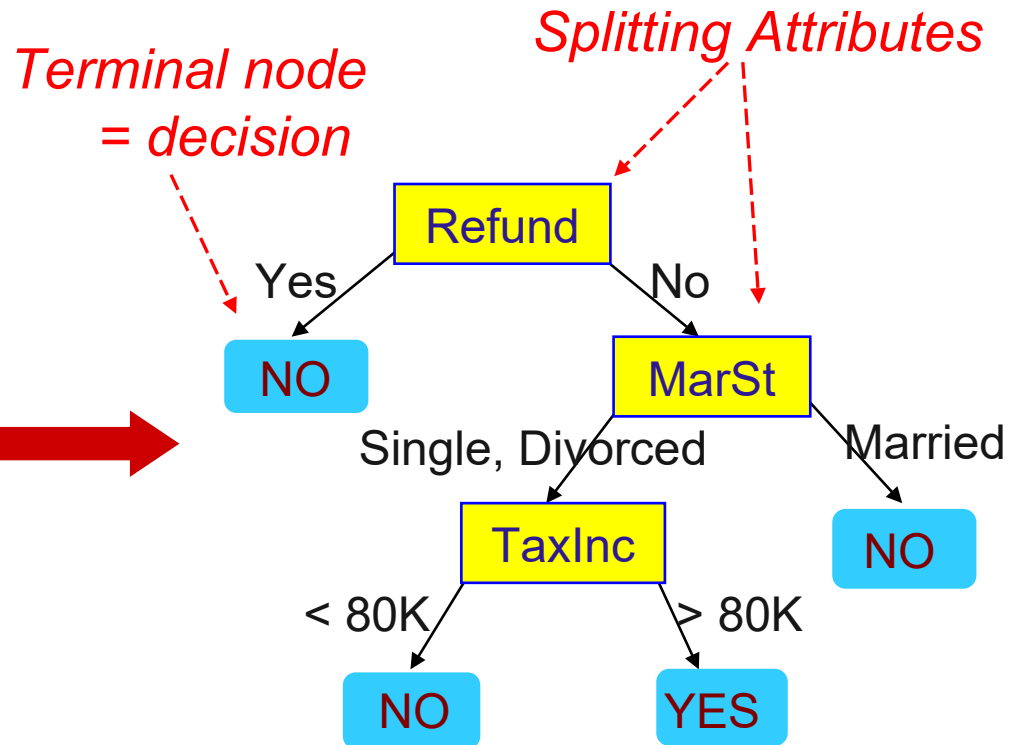 Splitting Attributes
Terminal node
= decision
Refund
Yes
No
NO
MarSt
Single, Divorced
Married
TaxInc
NO
< 80K
> 80K
NO
YES